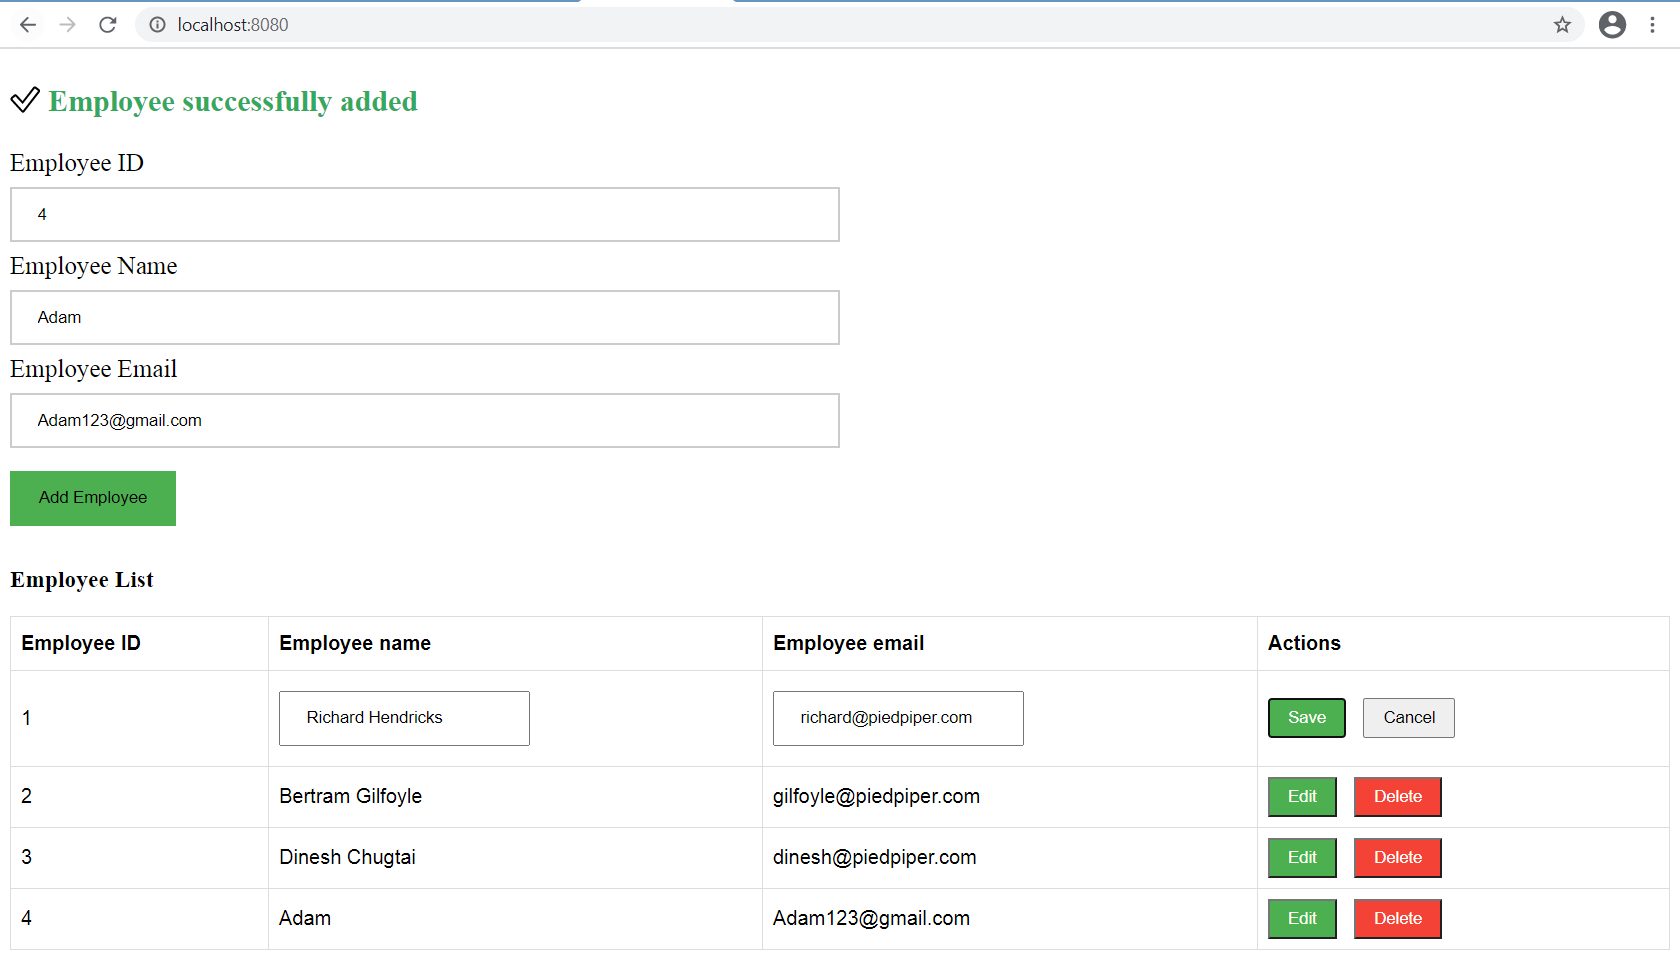 localhost:8080
Employee successfully added
Employee ID
4
Employee Name
Adam
Employee Email
Adam123@gmail.com
Add Employee
Employee List
Employee ID Employee name Employee email Actions
1 Richard Hendricks richard@piedpiper.com Save Cancel
2 Bertram Gilfoyle gilfoyle@piedpiper.com Edit Delete
3 Dinesh Chugtai dinesh@piedpiper.com Edit Delete
4 Adam Adam123@gmail.com Edit Delete